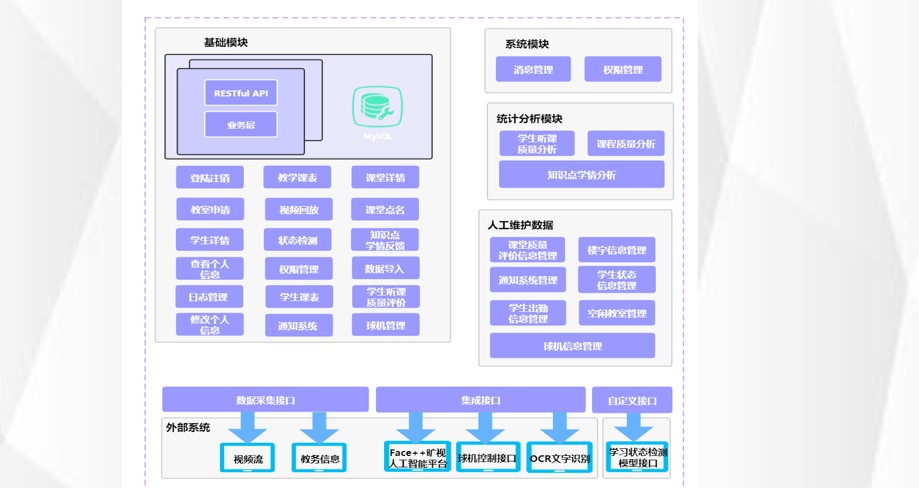 基础模块
RESTful API
业务层
MySQL
登陆注销
教学课表
课堂详情
教室申请
视频回放
课堂点名
学生详情
状态检测
知识点
学情反馈
查看个人
信息
权限管理
数据导入
日志管理
学生课表
学生听课
质量评价
修改个人
信息
通知系统
球机管理
系统模块
消息管理
权限管理
统计分析模块
学生听课
质量分析
课程质量分析
知识点学情分析
人工维护数据
课堂质量
评价信息管理
楼宇信息管理
通知系统管理
学生状态
信息管理
学生出勤
信息管理
空闲教室管理
球机信息管理
数据采集接口
集成接口
自定义接口
外部系统
视频流
教务信息
Face++旷视
人工智能平台
球机控制接口
OCR文字识别
学习状态检测
模型接口